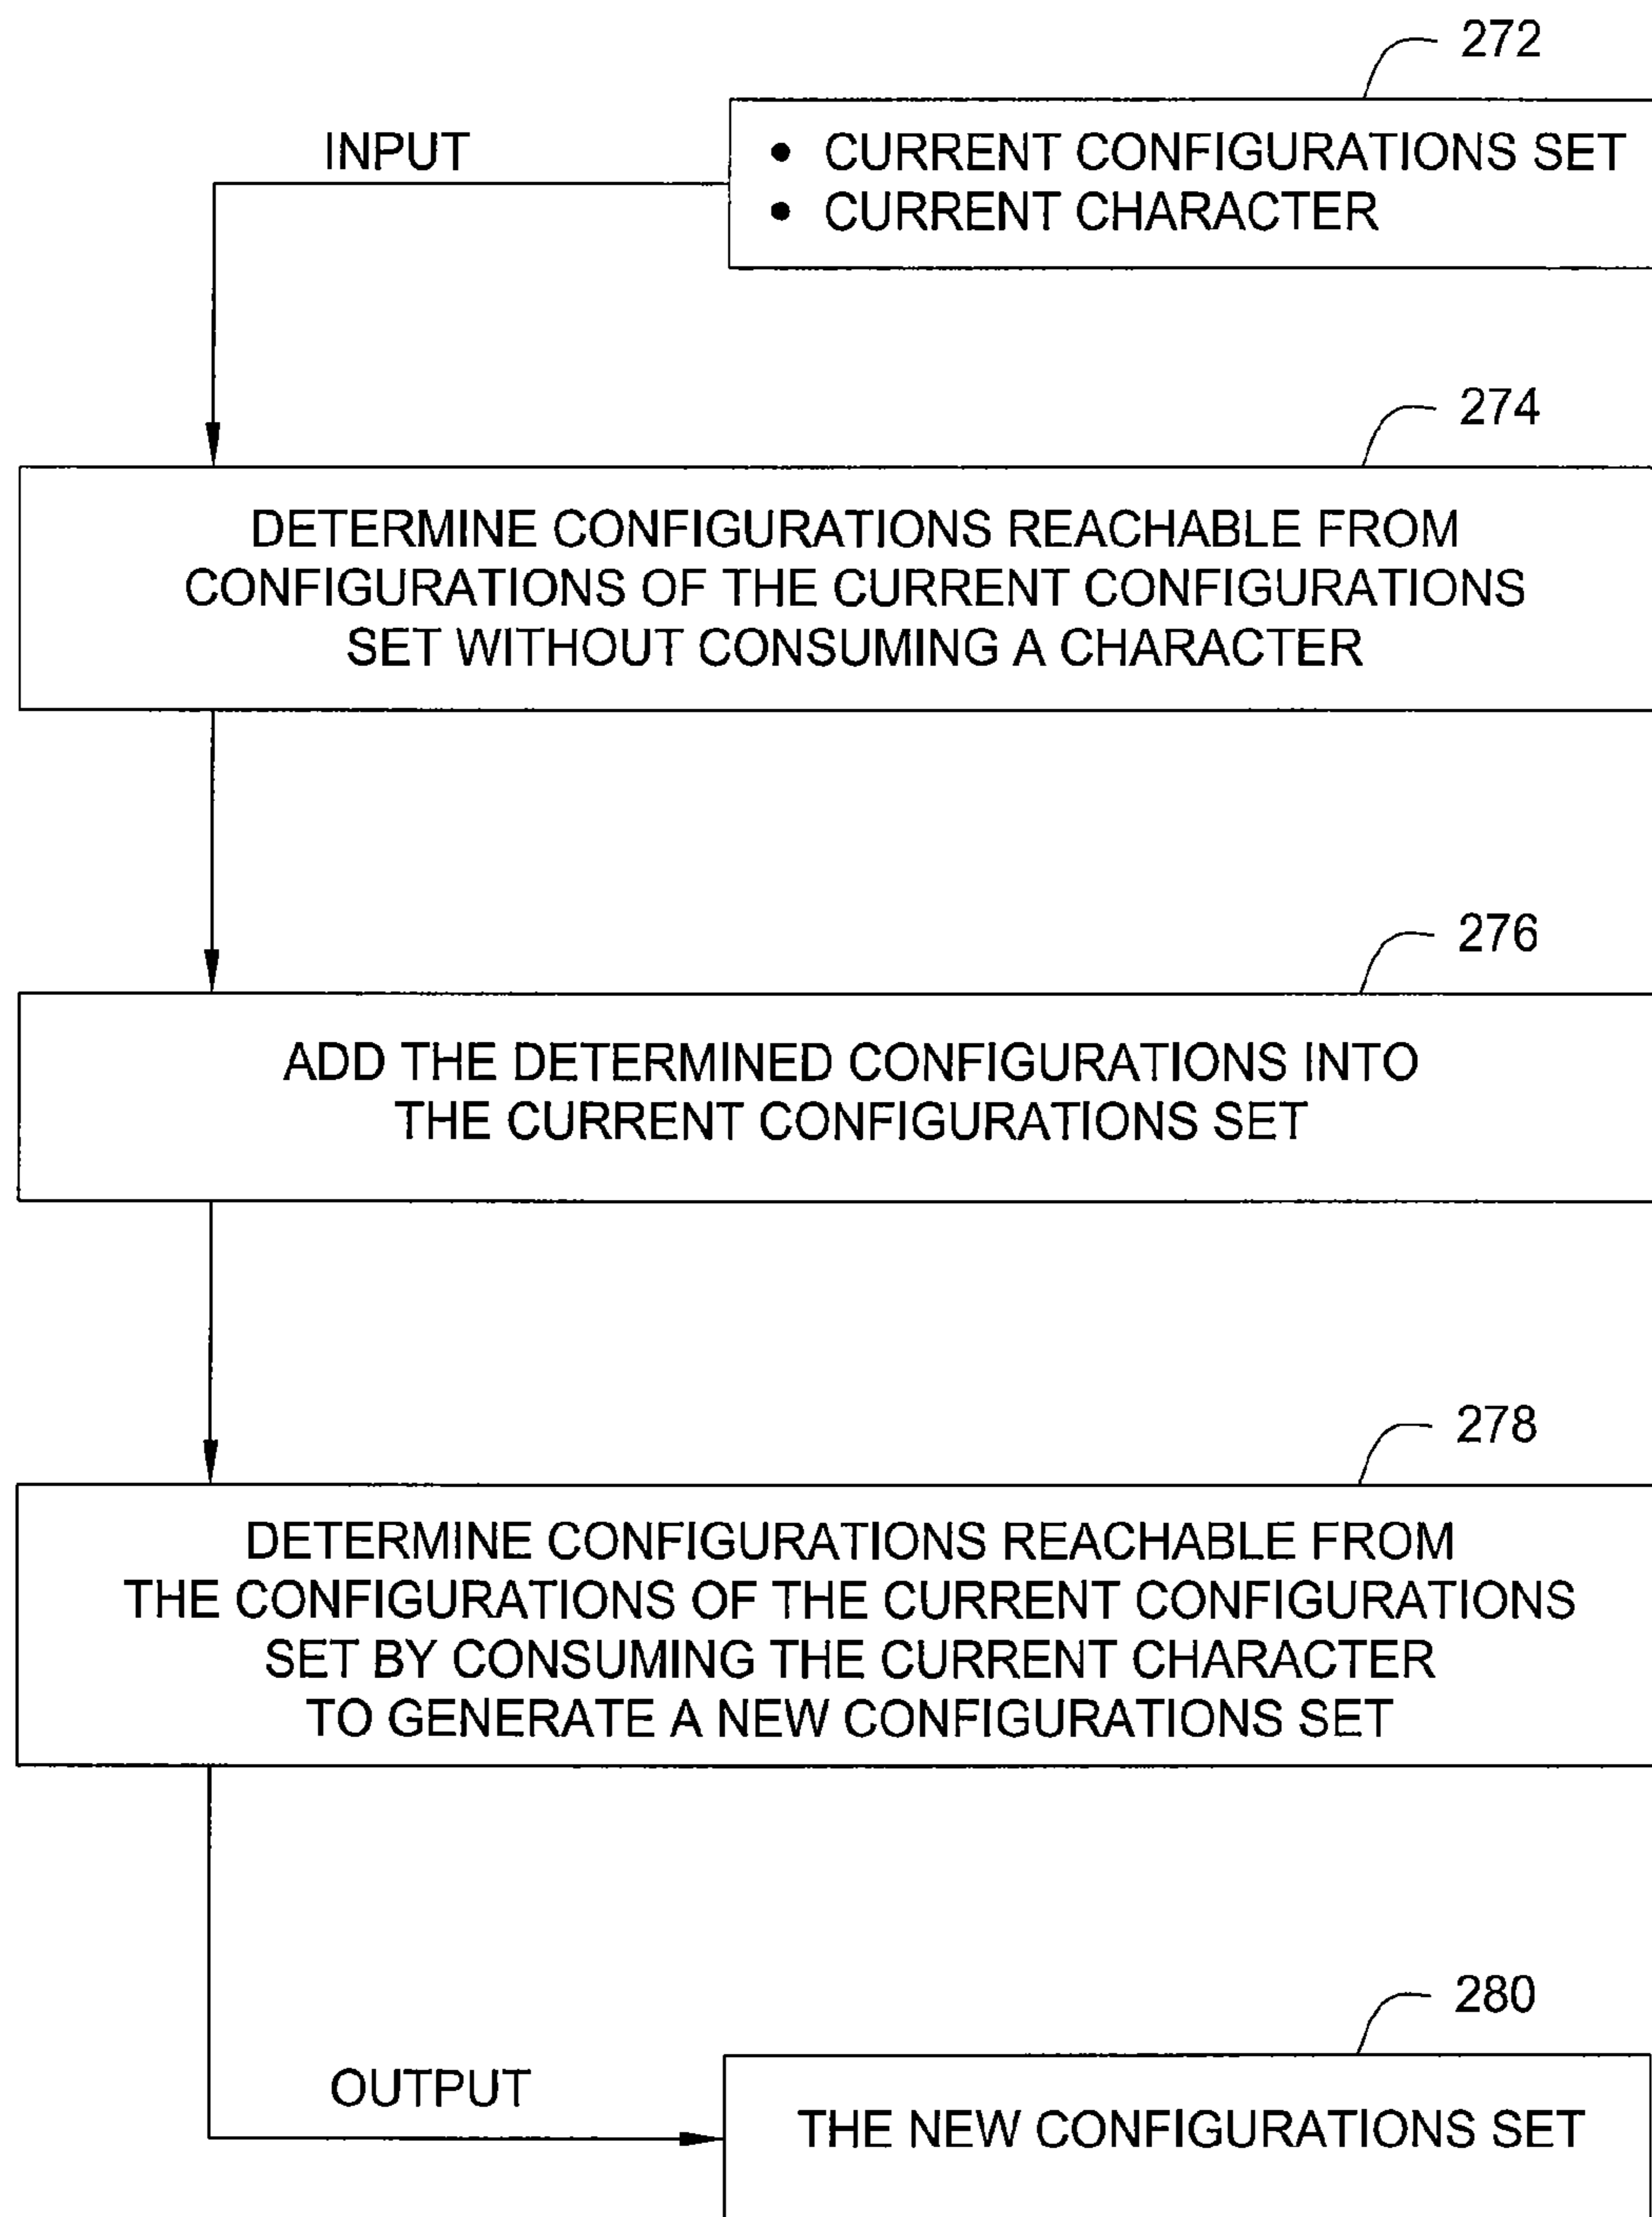 272
INPUT
• CURRENT CONFIGURATIONS SET
• CURRENT CHARACTER
274
DETERMINE CONFIGURATIONS REACHABLE FROM
CONFIGURATIONS OF THE CURRENT CONFIGURATIONS
SET WITHOUT CONSUMING A CHARACTER
276
ADD THE DETERMINED CONFIGURATIONS INTO
THE CURRENT CONFIGURATIONS SET
278
DETERMINE CONFIGURATIONS REACHABLE FROM
THE CONFIGURATIONS OF THE CURRENT CONFIGURATIONS
SET BY CONSUMING THE CURRENT CHARACTER
TO GENERATE A NEW CONFIGURATIONS SET
280
OUTPUT
THE NEW CONFIGURATIONS SET